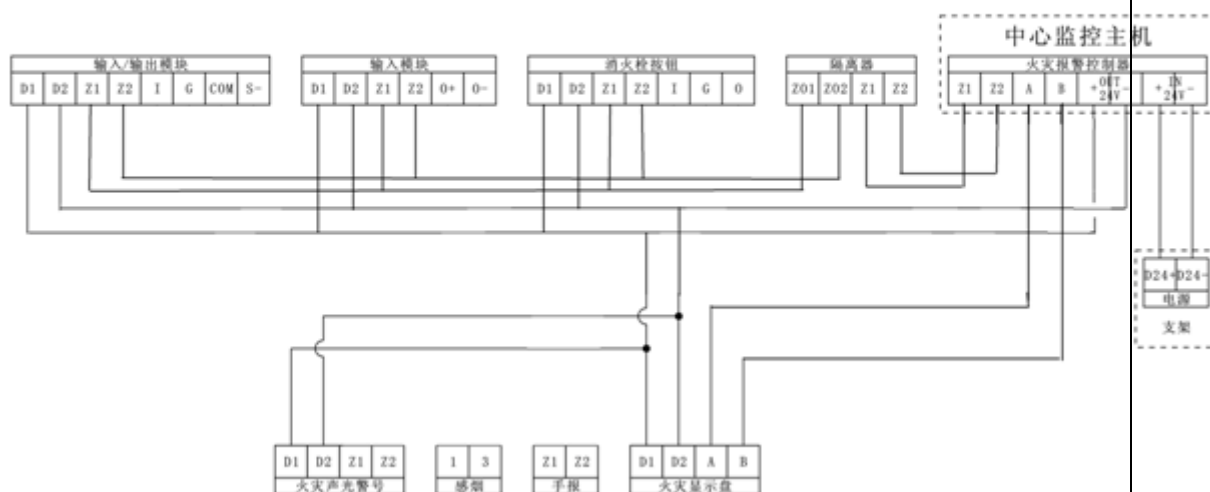 中心监控主机
输入/输出模块
D1 D2 Z1 Z2 I G COM S-
输入模块
D1 D2 Z1 Z2 O+ O-
消火栓按钮
D1 D2 Z1 Z2 I G O
隔离器
ZO1 ZO2 Z1 Z2
火灾报警控制器
Z1 Z2 A B + OUT 24V - + IN 24V -
D24+ D24-
电源
支架
D1 D2 Z1 Z2
火灾声光警号
1 3
感烟
Z1 Z2
手报
D1 D2 A B
火灾显示盘